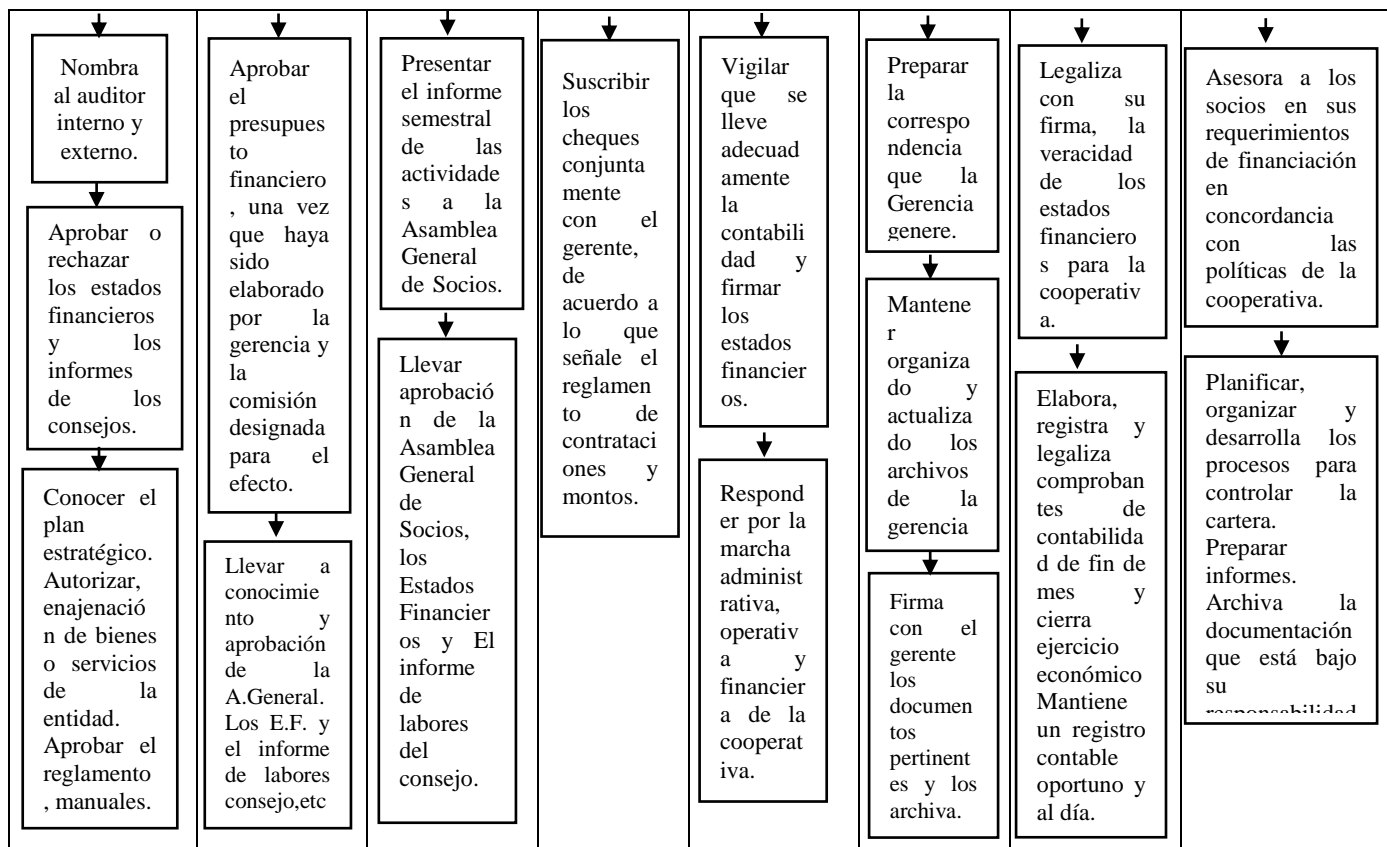 Nombra
al auditor
interno y
externo.
Aprobar o
rechazar
los estados
financieros
y los
informes
de los
consejos.
Conocer el
plan
estratégico.
Autorizar,
enajenació
n de bienes
o servicios
de la
entidad.
Aprobar el
reglamento
, manuales.
Aprobar
el
presupues
to
financiero
, una vez
que haya
sido
elaborado
por la
gerencia y
la
comisión
designada
para el
efecto.
Llevar a
conocimie
nto y
aprobación
de la
A.General.
Los E.F. y
el informe
de labores
consejo,etc
Presentar
el informe
semestral
de las
actividade
s a la
Asamblea
General
de Socios.
Llevar
aprobació
n de la
Asamblea
General
de
Socios,
los
Estados
Financier
os y El
informe
de
labores
del
consejo.
Suscribir
los
cheques
conjunta
mente
con el
gerente,
de
acuerdo a
lo que
señale el
reglamen
to de
contrataci
ones y
montos.
Vigilar
que se
lleve
adecuad
amente
la
contabili
dad y
firmar
los
estados
financier
os.
Respond
er por la
marcha
administ
rativa,
operativ
a y
financier
a de la
cooperat
iva.
Preparar
la
correspo
ndencia
que la
Gerencia
genere.
Mantene
r
organiza
do y
actualiza
do los
archivos
de la
gerencia
Firma
con el
gerente
los
documen
tos
pertinent
es y los
archiva.
Legaliza
con su
firma, la
veracidad
de los
estados
financiero
s para la
cooperativ
a.
Elabora,
registra y
legaliza
comproban
tes de
contabilida
d de fin de
mes y
cierra
ejercicio
económico
Mantiene
un registro
contable
oportuno y
al día.
Asesora a los
socios en sus
requerimientos
de financiación
en
concordancia
con las
políticas de la
cooperativa.
Planificar,
organizar y
desarrolla los
procesos para
controlar la
cartera.
Preparar
informes.
Archiva la
documentación
que está bajo
su
responsabilidad